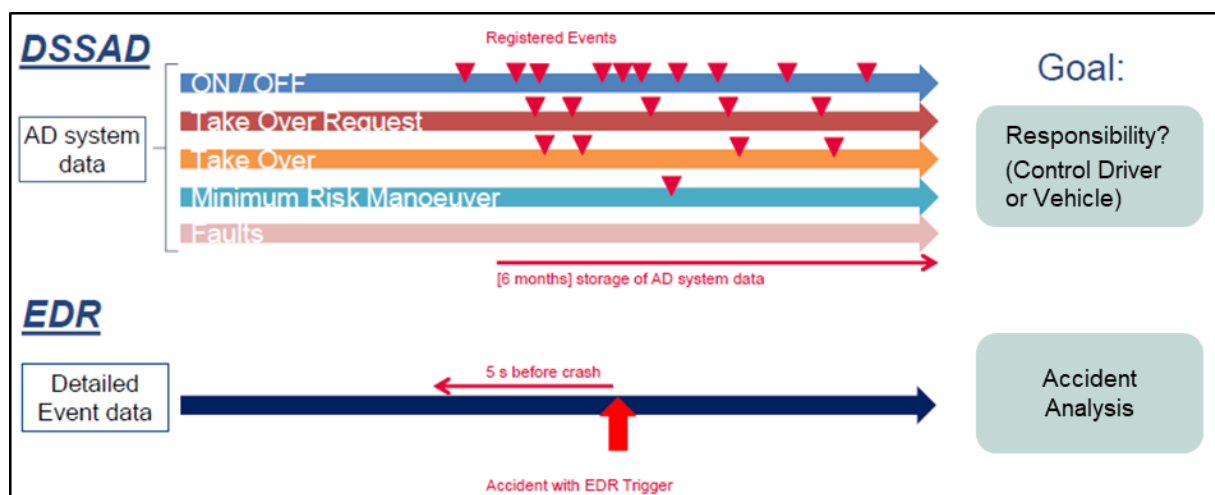 DSSAD
Registered Events
ON / OFF
Take Over Request
Take Over
Minimum Risk Manoeuver
Faults
AD system
data
[6 months] storage of AD system data
Goal:
Responsibility?
(Control Driver
or Vehicle)
EDR
Detailed
Event data
5 s before crash
Accident with EDR Trigger
Accident
Analysis